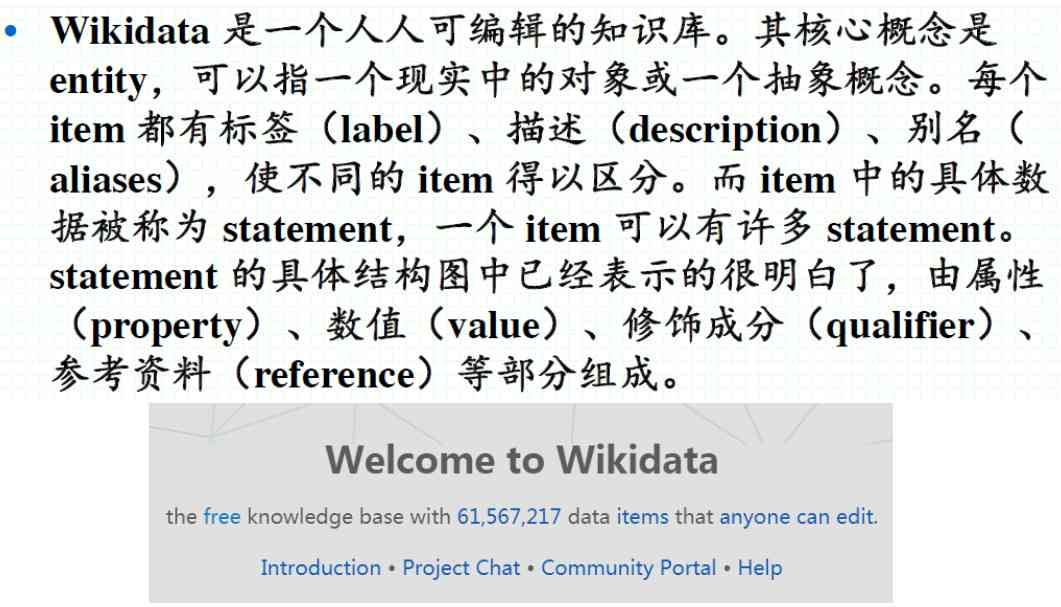 • Wikidata 是一个人人可编辑的知识库。其核心概念是
entity，可以指一个现实中的对象或一个抽象概念。每个
item 都有标签（label）、描述（description）、别名（
aliases），使不同的 item 得以区分。而 item 中的具体数
据被称为 statement，一个 item 可以有许多 statement。
statement 的具体结构图中已经表示的很明白了，由属性
（property）、数值（value）、修饰成分（qualifier）、
参考资料（reference）等部分组成。
Welcome to Wikidata
the free knowledge base with 61,567,217 data items that anyone can edit.
Introduction • Project Chat • Community Portal • Help